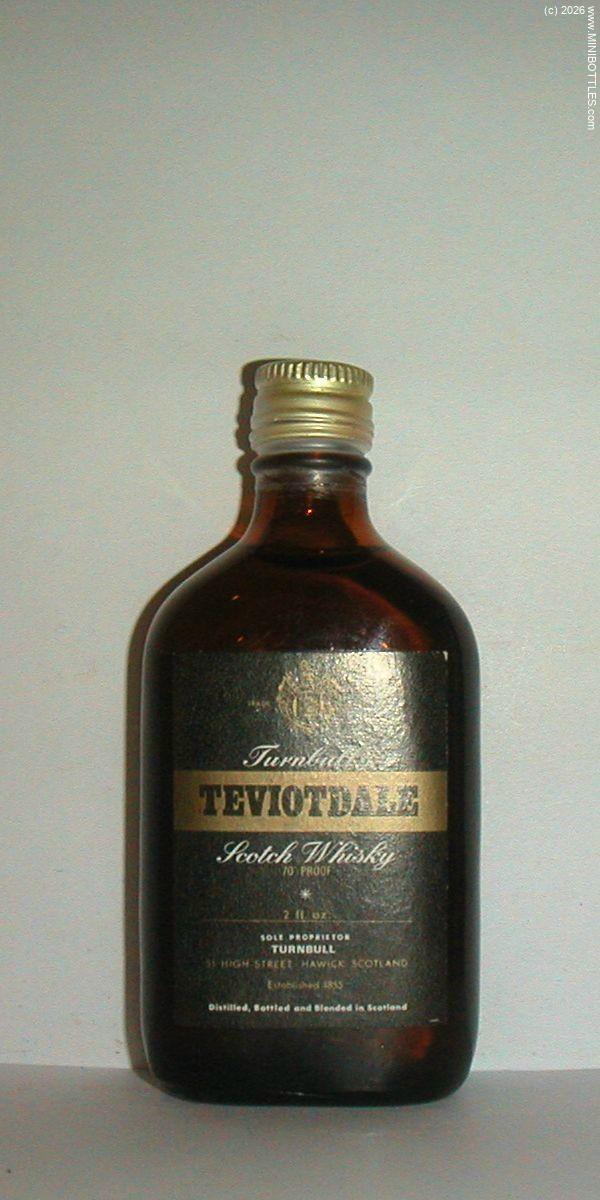 (c) 2026 www.MINIBOTTLES.com
TRADE
Turnbull's
TEVIOTDALE
Scotch Whisky
70° PROOF
2 fl. oz.
SOLE PROPRIETOR
TURNBULL
HIGH STREET HAWICK SCOTLAND
Established 1855
Distilled, Bottled and Blended in Scotland